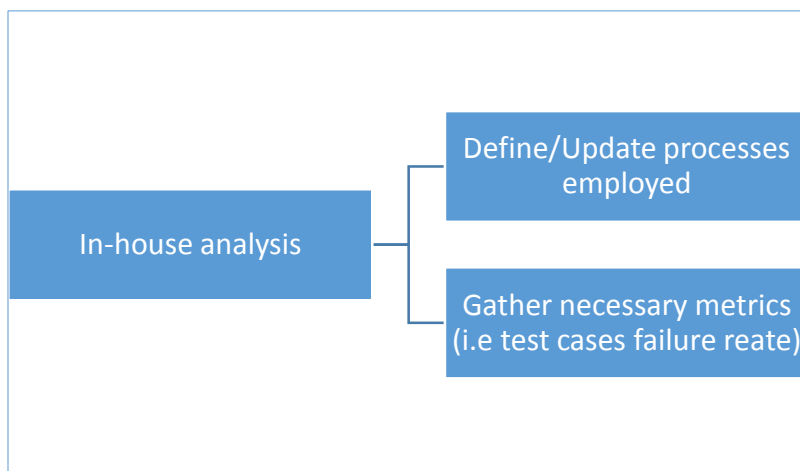 Define/Update processes
employed
In-house analysis
Gather necessary metrics
(i.e test cases failure reate)